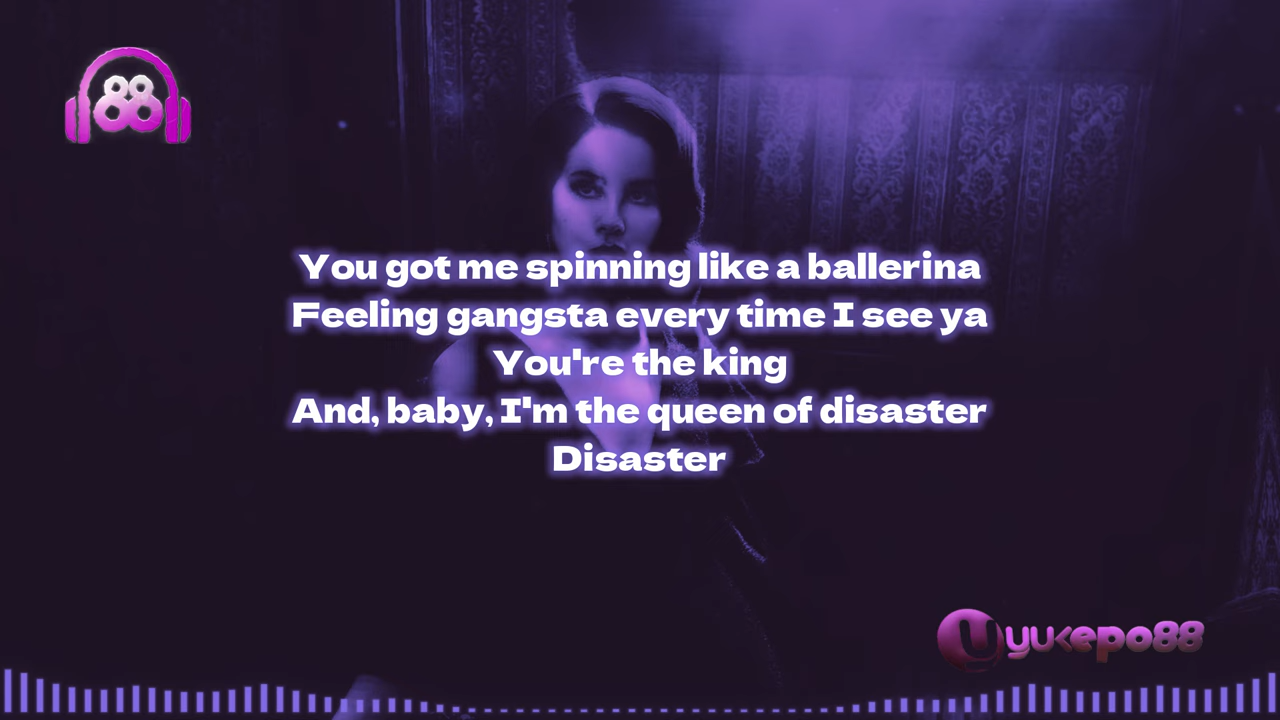 88
88
You got me spinning like a ballerina
Feeling gangsta every time I see ya
You're the king
And, baby, I'm the queen of disaster
Disaster
yukepo88